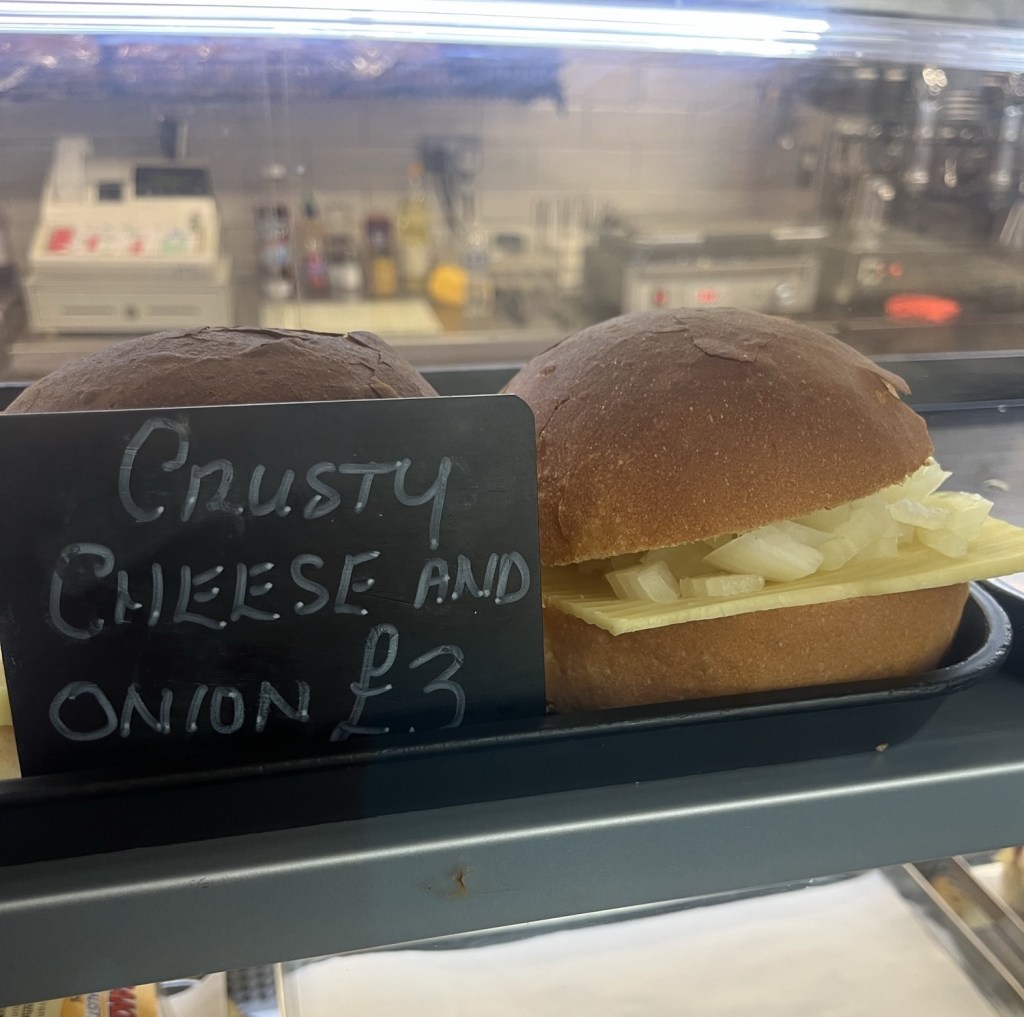 CRUSTY
CHEESE AND
ONION £3